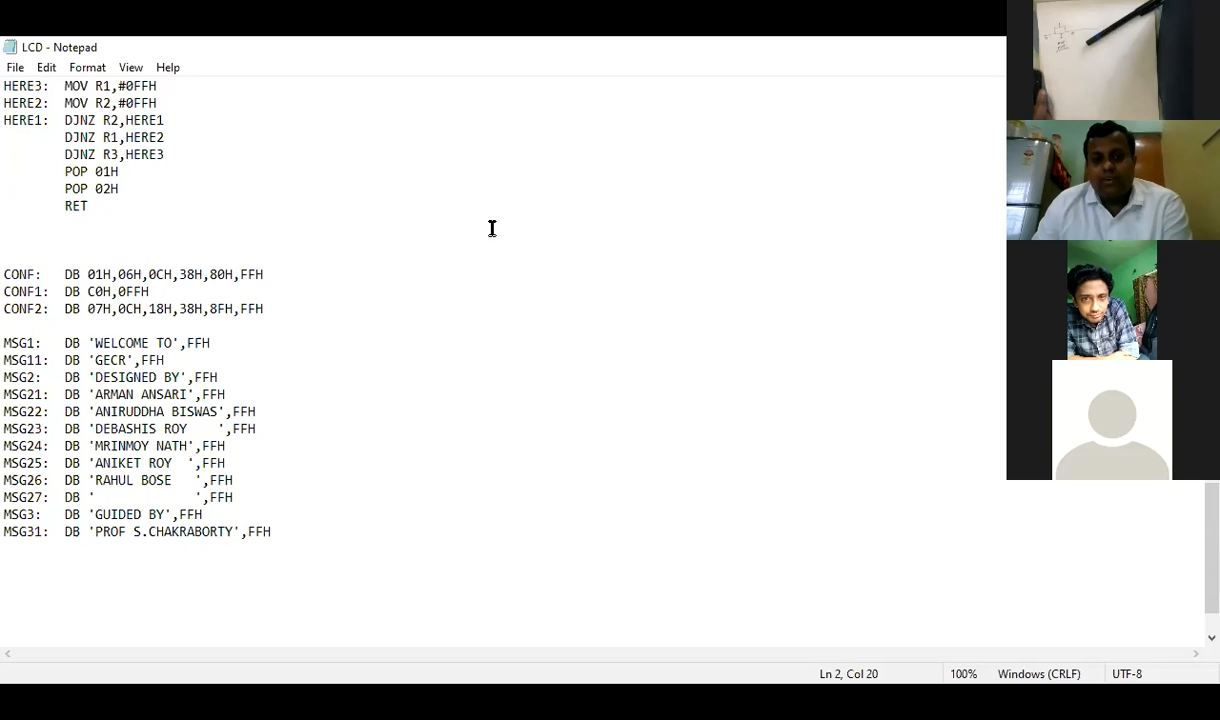 LCD - Notepad
File Edit Format View Help
HERE3: MOV R1,#0FFH
HERE2: MOV R2,#0FFH
HERE1: DJNZ R2,HERE1
DJNZ R1,HERE2
DJNZ R3,HERE3
POP 01H
POP 02H
RET
CONF: DB 01H,06H,0CH,38H,80H,FFH
CONF1: DB C0H,0FFH
CONF2: DB 07H,0CH,18H,38H,8FH,FFH
MSG1: DB 'WELCOME TO',FFH
MSG11: DB 'GECR',FFH
MSG2: DB 'DESIGNED BY',FFH
MSG21: DB 'ARMAN ANSARI',FFH
MSG22: DB 'ANIRUDDHA BISWAS',FFH
MSG23: DB 'DEBASHIS ROY    ',FFH
MSG24: DB 'MRINMOY NATH',FFH
MSG25: DB 'ANIKET ROY  ',FFH
MSG26: DB 'RAHUL BOSE   ',FFH
MSG27: DB '             ',FFH
MSG3: DB 'GUIDED BY',FFH
MSG31: DB 'PROF S.CHAKRABORTY',FFH
Ln 2, Col 20 100% Windows (CRLF) UTF-8